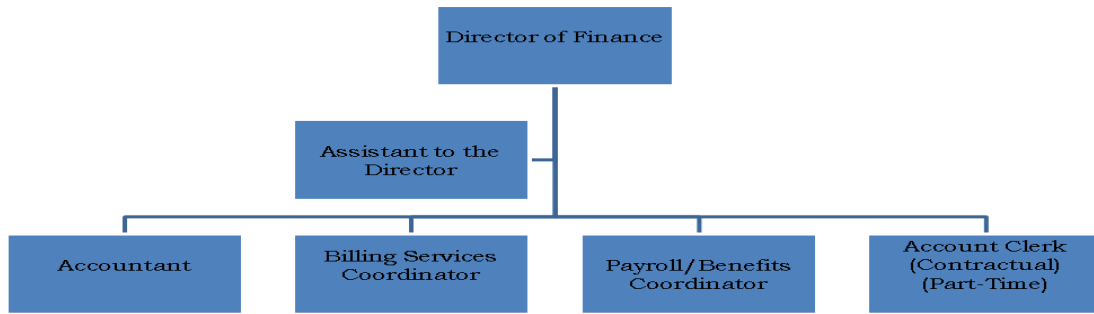 Director of Finance
Assistant to the
Director
Accountant
Billing Services
Coordinator
Payroll/Benefits
Coordinator
Account Clerk
(Contractual)
(Part-Time)